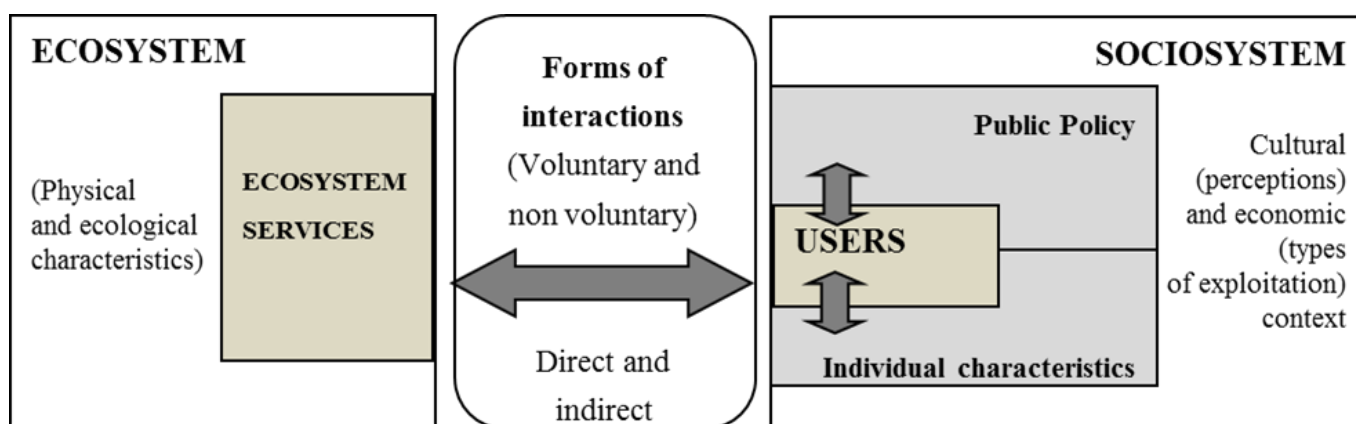 ECOSYSTEM
(Physical
and ecological
characteristics)
ECOSYSTEM
SERVICES
Forms of
interactions
(Voluntary and
non voluntary)
Direct and
indirect
SOCIOSYSTEM
Public Policy
USERS
Individual characteristics
Cultural
(perceptions)
and economic
(types
of exploitation)
context